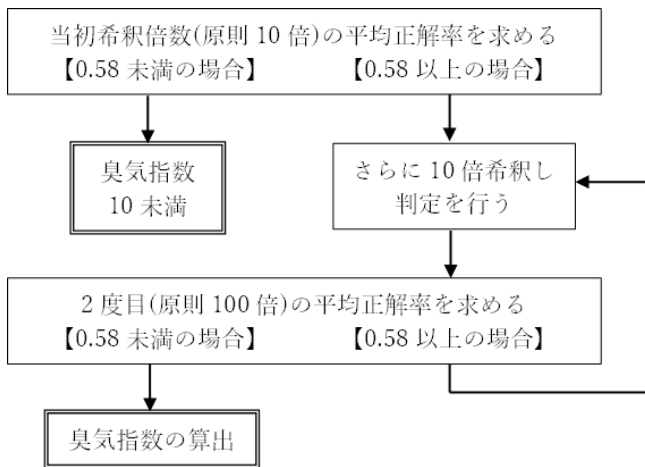 当初希釈倍数(原則 10 倍)の平均正解率を求める
【0.58 未満の場合】 【0.58 以上の場合】
臭気指数
10 未満
さらに 10 倍希釈し
判定を行う
2 度目(原則 100 倍)の平均正解率を求める
【0.58 未満の場合】 【0.58 以上の場合】
臭気指数の算出